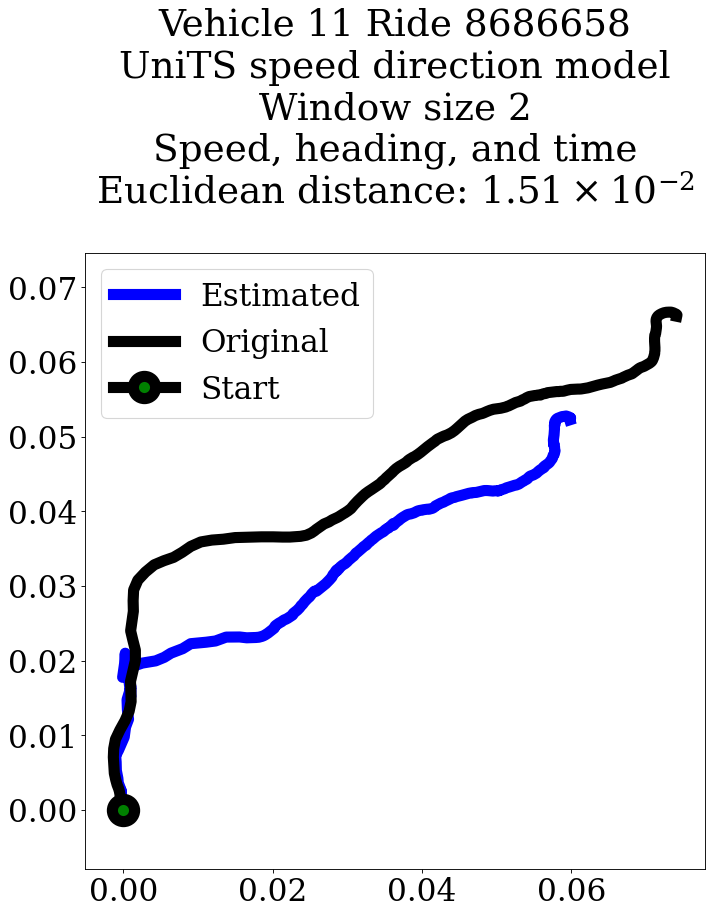 Vehicle 11 Ride 8686658
UniTS speed direction model
Window size 2
Speed, heading, and time
Euclidean distance: 1.51 × 10⁻²
Estimated
Original
Start
0.07
0.06
0.05
0.04
0.03
0.02
0.01
0.00
0.00 0.02 0.04 0.06